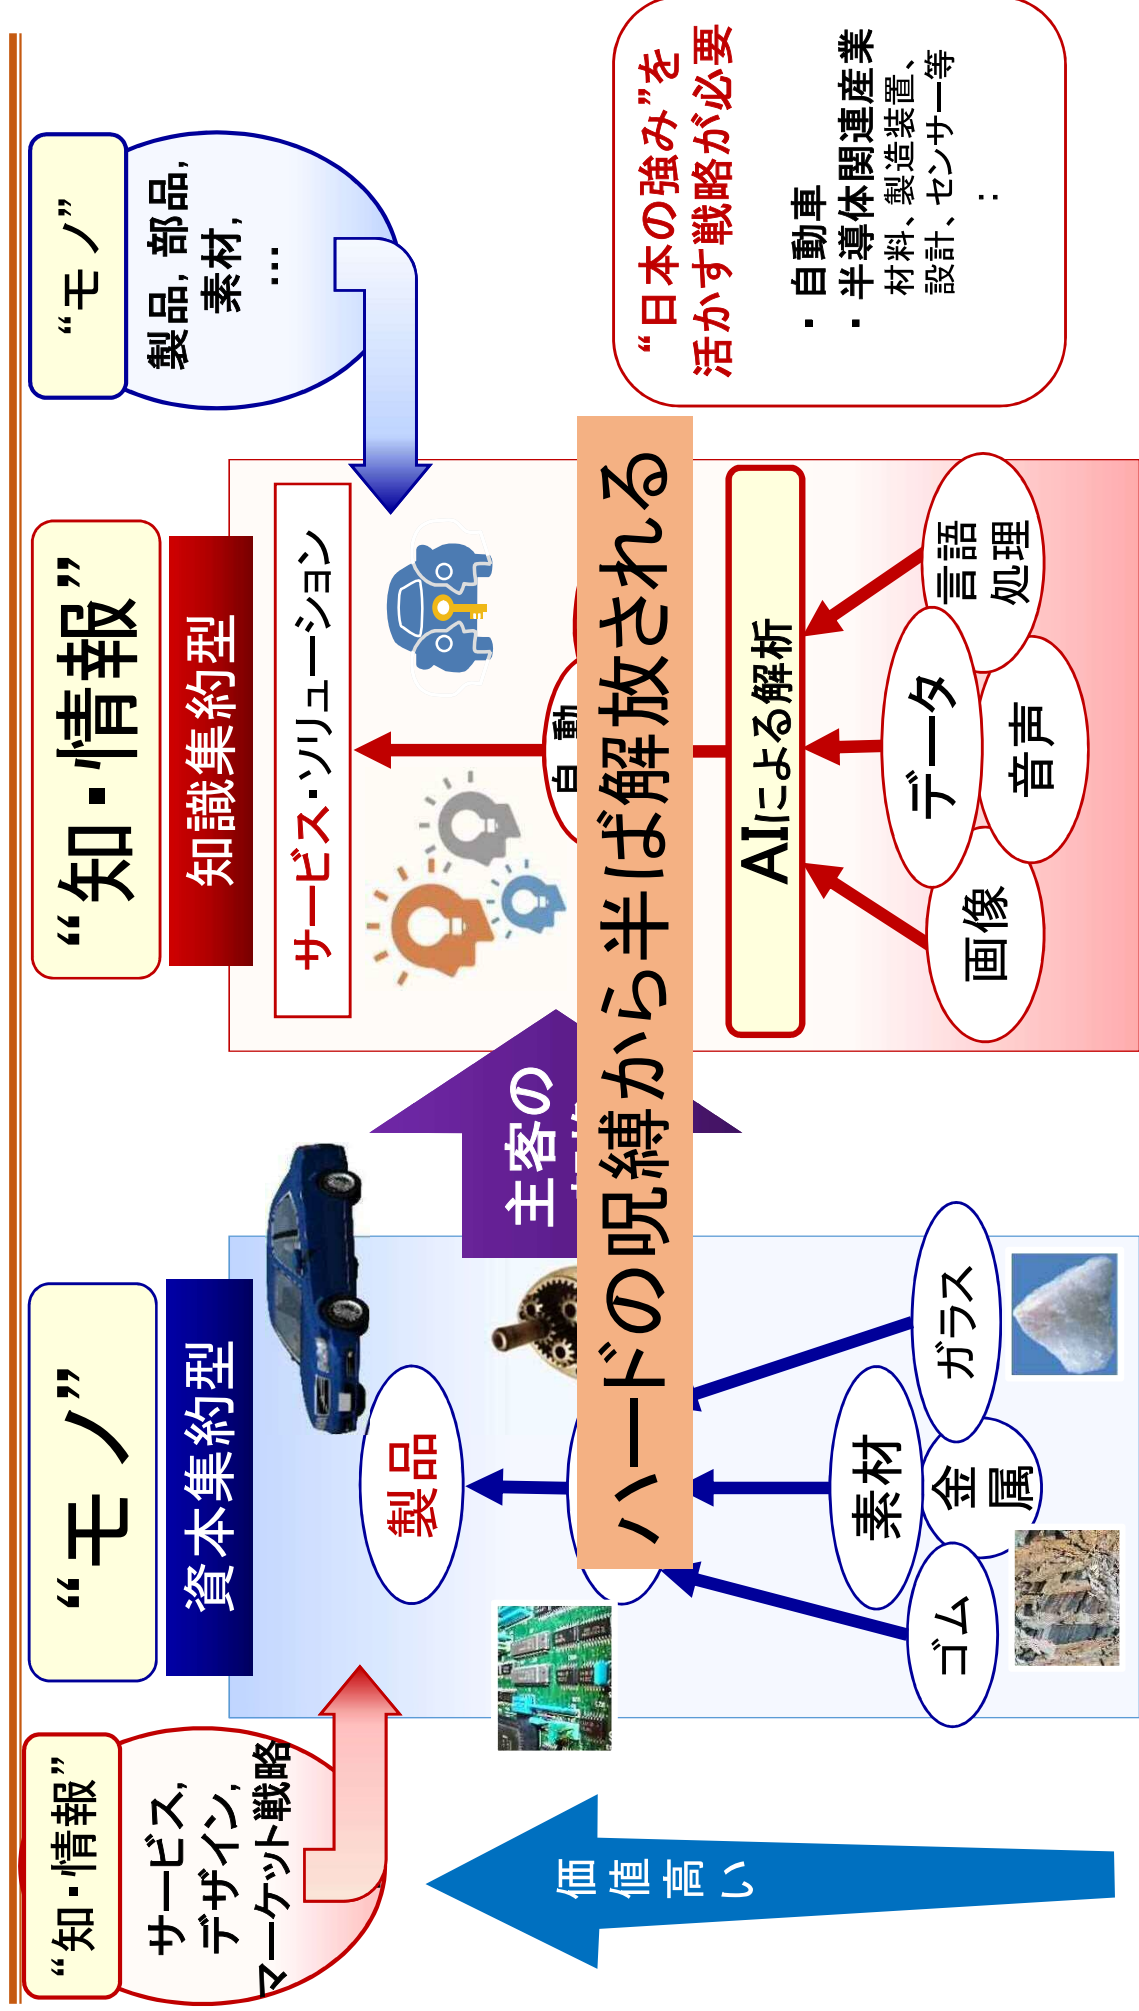 “知・情報”
サービス,
デザイン,
マーケット戦略
価値高い
“モノ”
資本集約型
製品
素材
ゴム
金属
ガラス
主客の
“知・情報”
知識集約型
サービス・ソリューション
自動
ハードの呪縛から半ば解放される
AIによる解析
画像
データ
音声
言語
処理
“モノ”
製品, 部品,
素材,
…
“日本の強み”を
活かす戦略が必要
・自動車
・半導体関連産業
材料、製造装置、
設計、センサー等
: